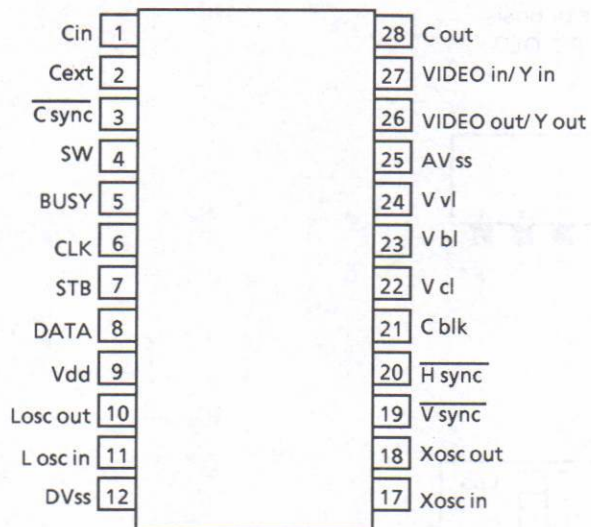 Cin 1
Cext 2
C sync 3
SW 4
BUSY 5
CLK 6
STB 7
DATA 8
Vdd 9
Losc out 10
L osc in 11
DVss 12
28 C out
27 VIDEO in/ Y in
26 VIDEO out/ Y out
25 AV ss
24 V vl
23 V bl
22 V cl
21 C blk
20 H sync
19 V sync
18 Xosc out
17 Xosc in